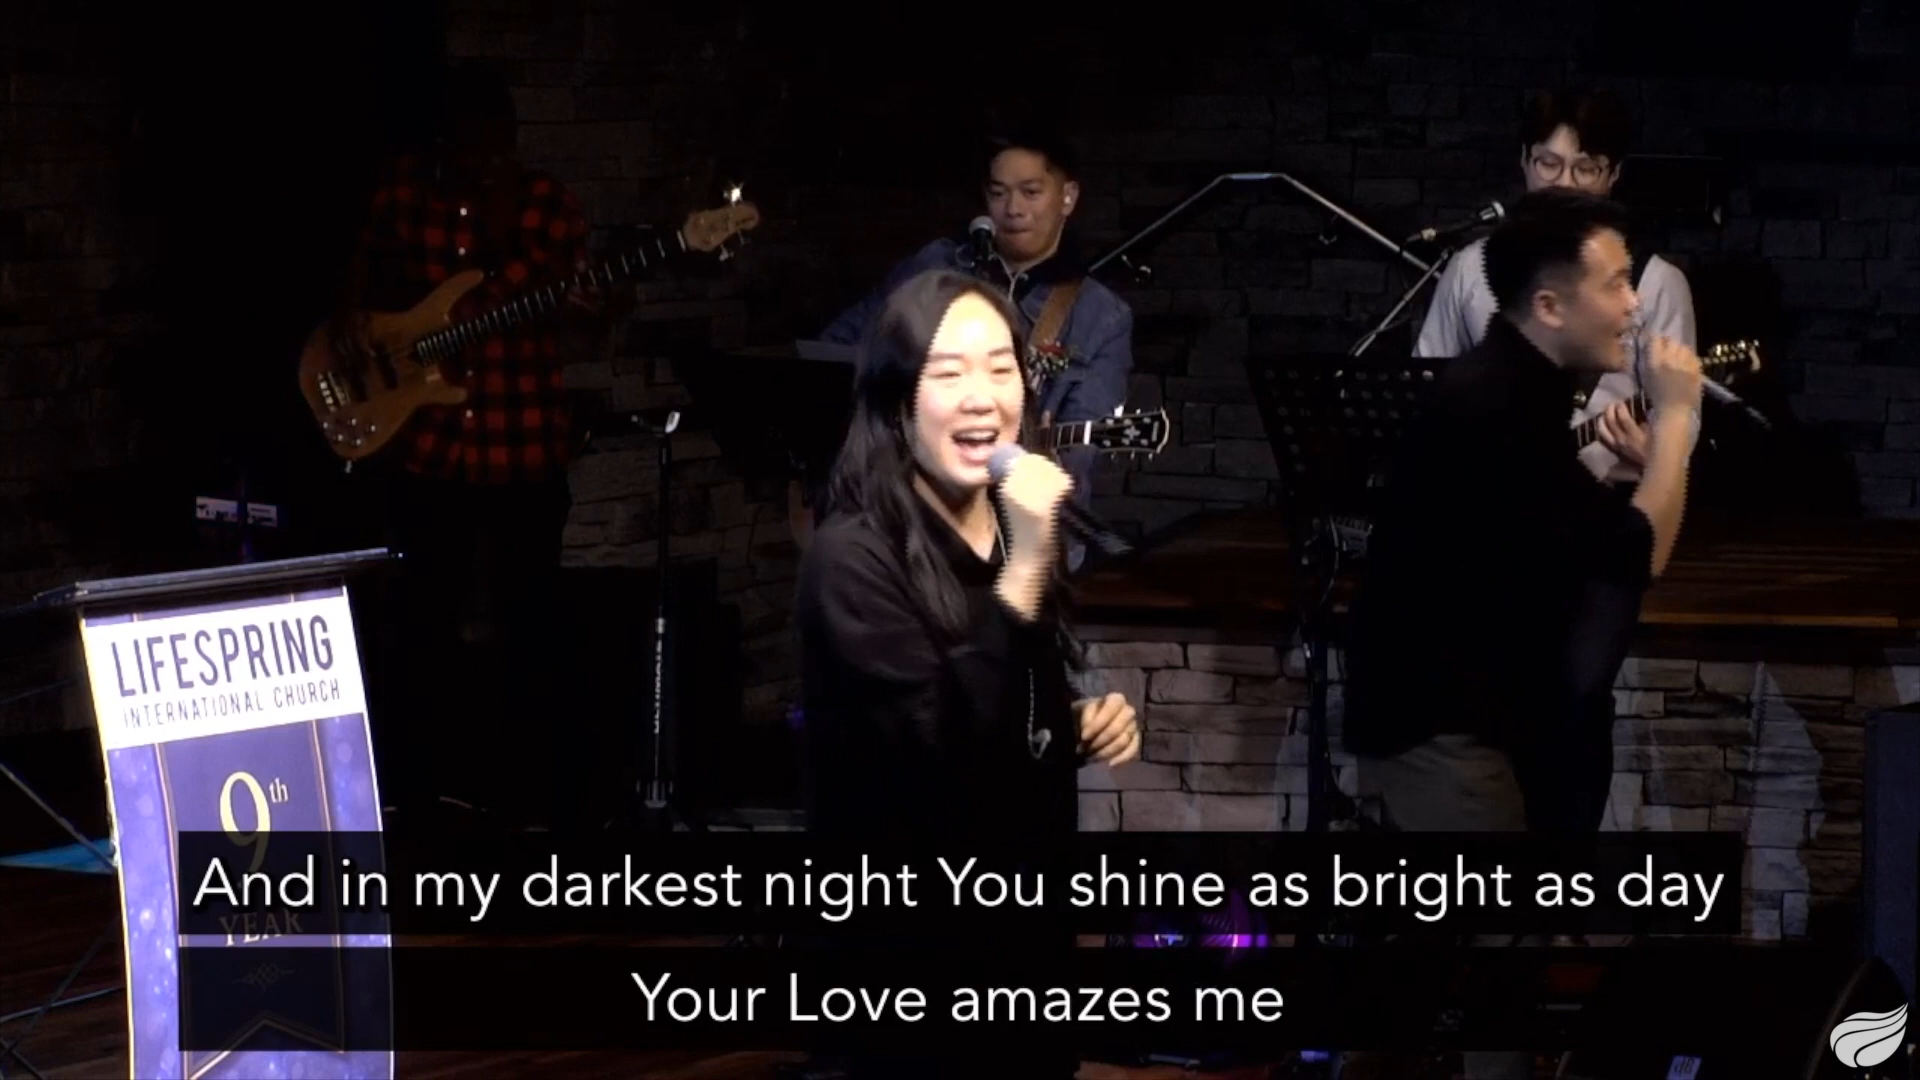 LIFESPRING
INTERNATIONAL CHURCH
9th
YEAR
And in my darkest night You shine as bright as day
Your Love amazes me